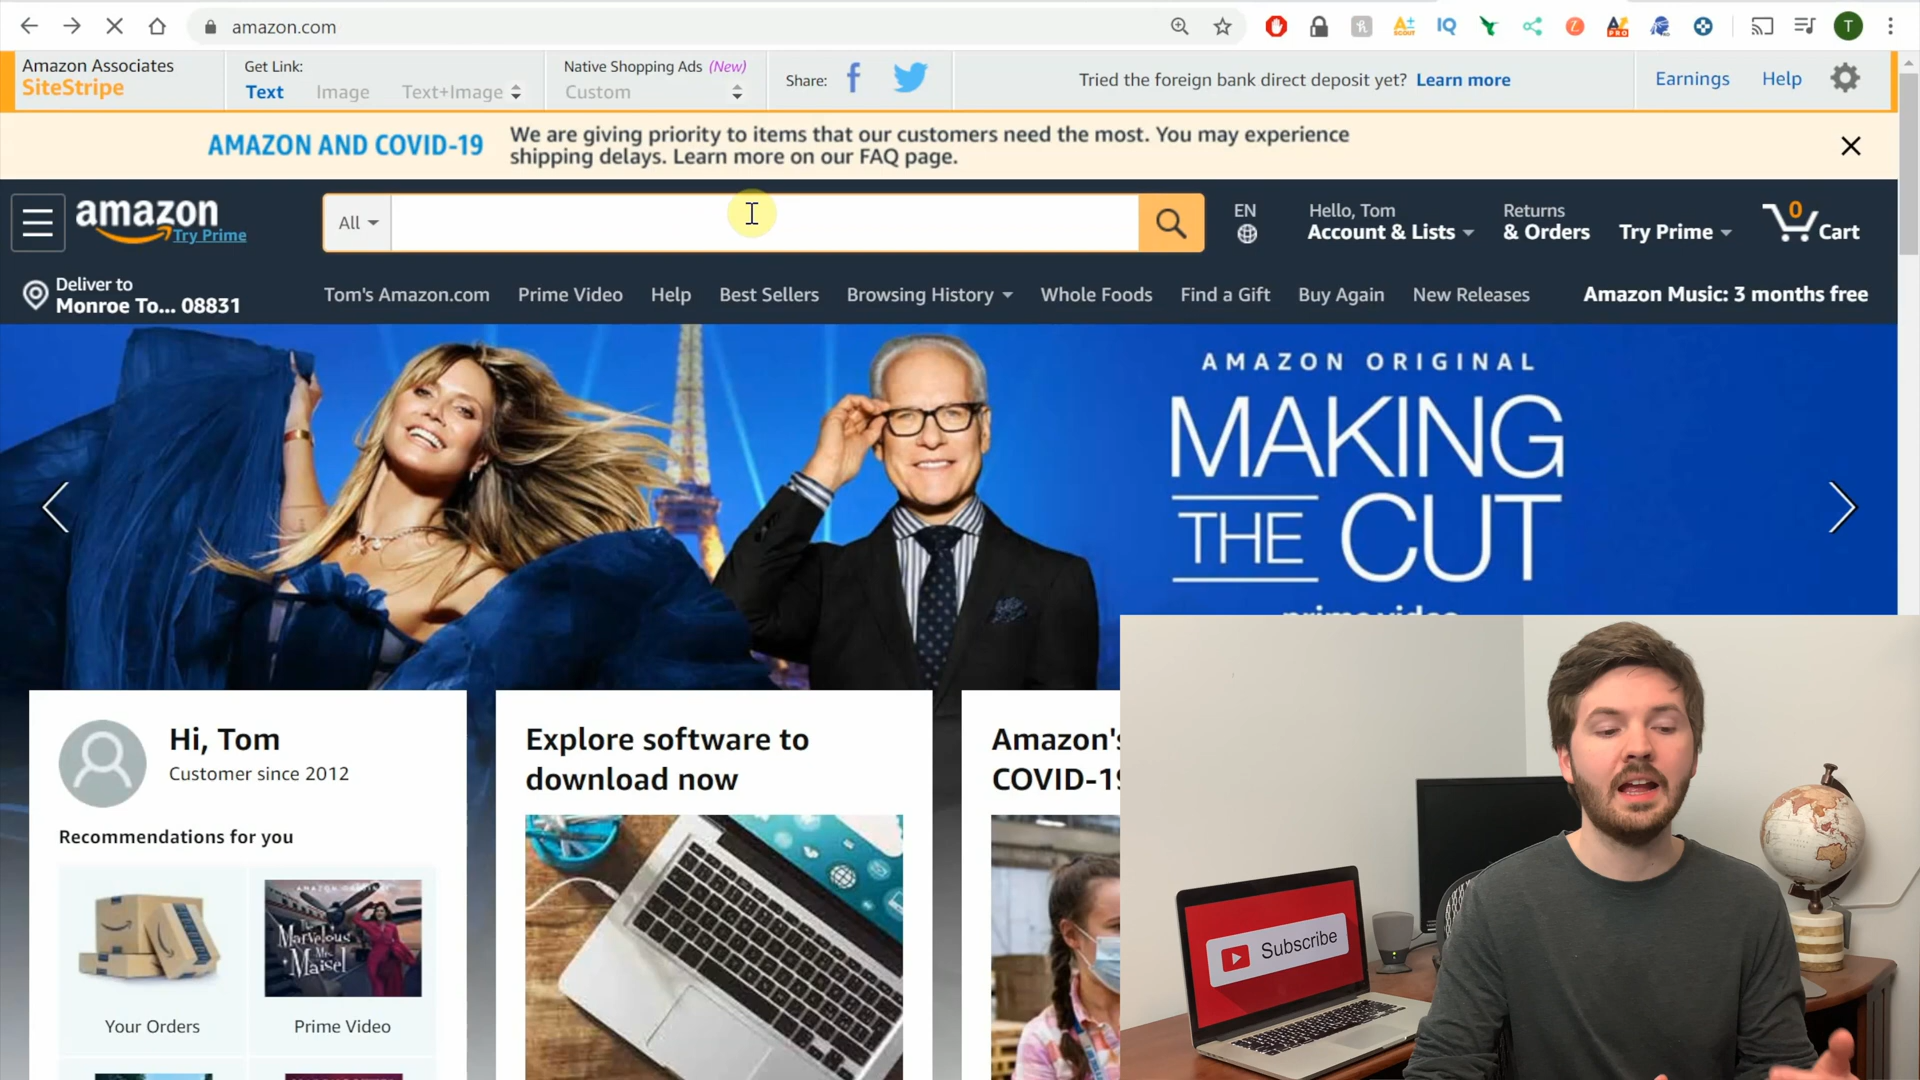 amazon.com
Amazon Associates
SiteStripe
Get Link:
Text
Image
Text+Image
Native Shopping Ads (New)
Custom
Share:
Tried the foreign bank direct deposit yet? Learn more
Earnings
Help
AMAZON AND COVID-19
We are giving priority to items that our customers need the most. You may experience
shipping delays. Learn more on our FAQ page.
amazon
Try Prime
All
EN
Hello, Tom
Account & Lists
Returns
& Orders
Try Prime
0
Cart
Deliver to
Monroe To... 08831
Tom's Amazon.com
Prime Video
Help
Best Sellers
Browsing History
Whole Foods
Find a Gift
Buy Again
New Releases
Amazon Music: 3 months free
AMAZON ORIGINAL
MAKING
THE CUT
prime video
Hi, Tom
Customer since 2012
Recommendations for you
AMAZON ORIGINAL
The
Marvelous
Mrs.
Maisel
Your Orders
Prime Video
Explore software to
download now
Amazon's
COVID-19
Subscribe